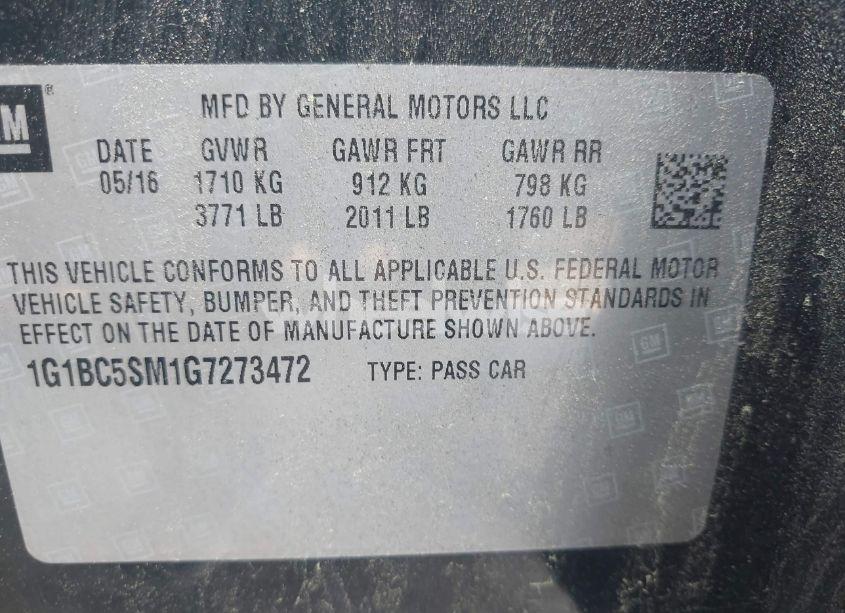 GM®
MFD BY GENERAL MOTORS LLC
DATE GVWR GAWR FRT GAWR RR
05/16 1710 KG 912 KG 798 KG
3771 LB 2011 LB 1760 LB
THIS VEHICLE CONFORMS TO ALL APPLICABLE U.S. FEDERAL MOTOR
VEHICLE SAFETY, BUMPER, AND THEFT PREVENTION STANDARDS IN
EFFECT ON THE DATE OF MANUFACTURE SHOWN ABOVE.
1G1BC5SM1G7273472 TYPE: PASS CAR